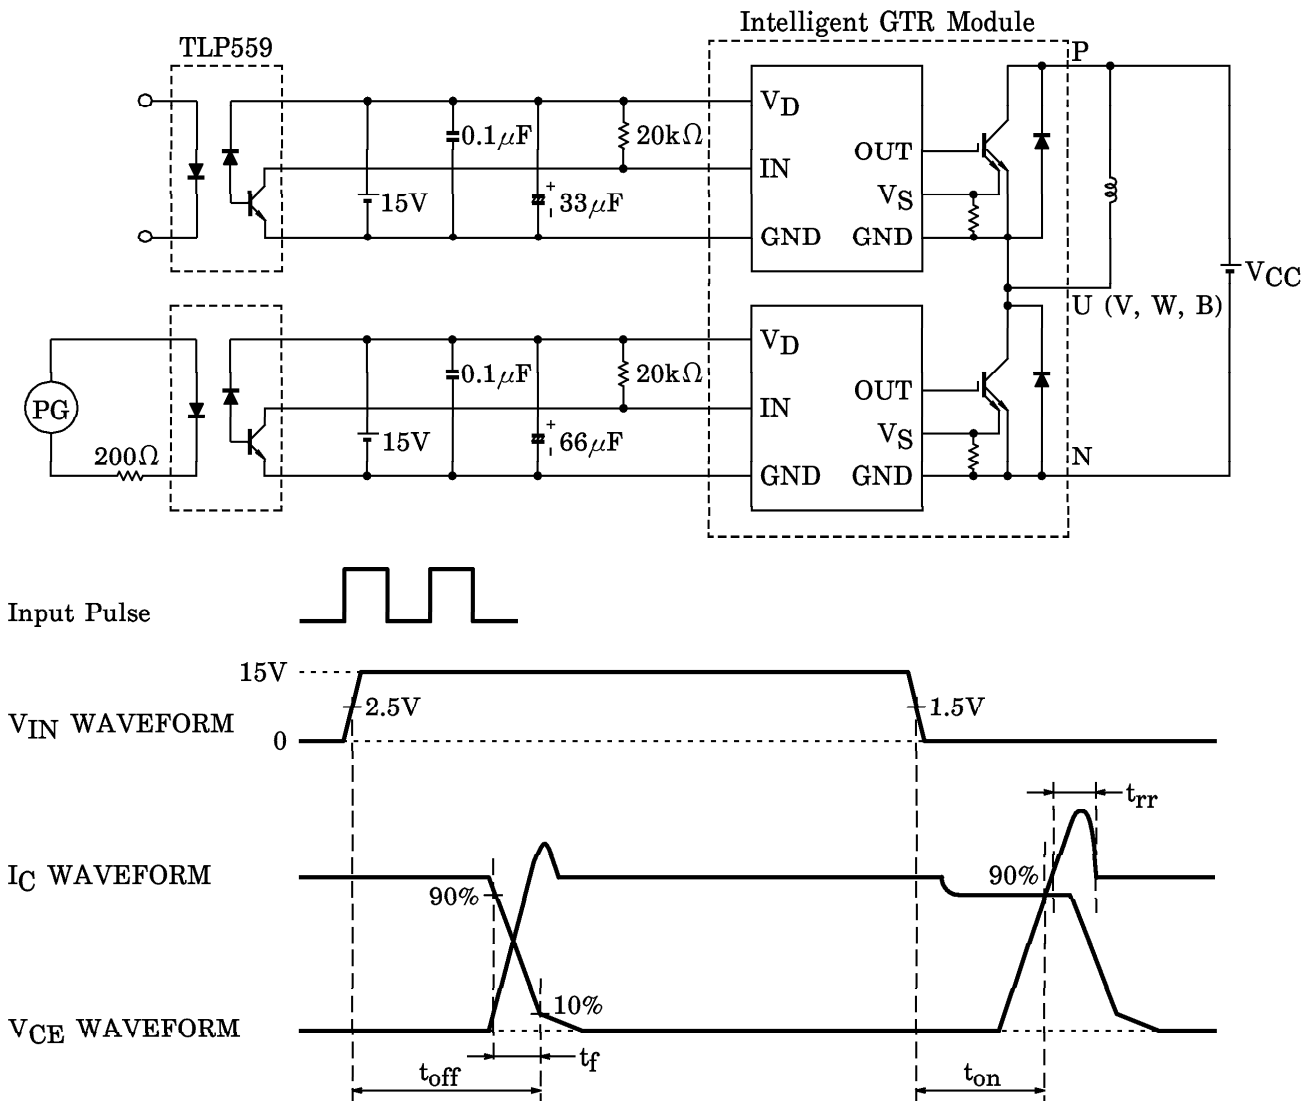 Intelligent GTR Module
TLP559
P
VD
0.1μF
20kΩ
OUT
IN
VS
15V
+
33μF
GND
GND
VCC
U (V, W, B)
VD
0.1μF
20kΩ
OUT
PG
IN
VS
15V
+
66μF
200Ω
N
GND
GND
Input Pulse
15V
2.5V
1.5V
VIN WAVEFORM
0
trr
IC WAVEFORM
90%
90%
10%
VCE WAVEFORM
tf
toff
ton